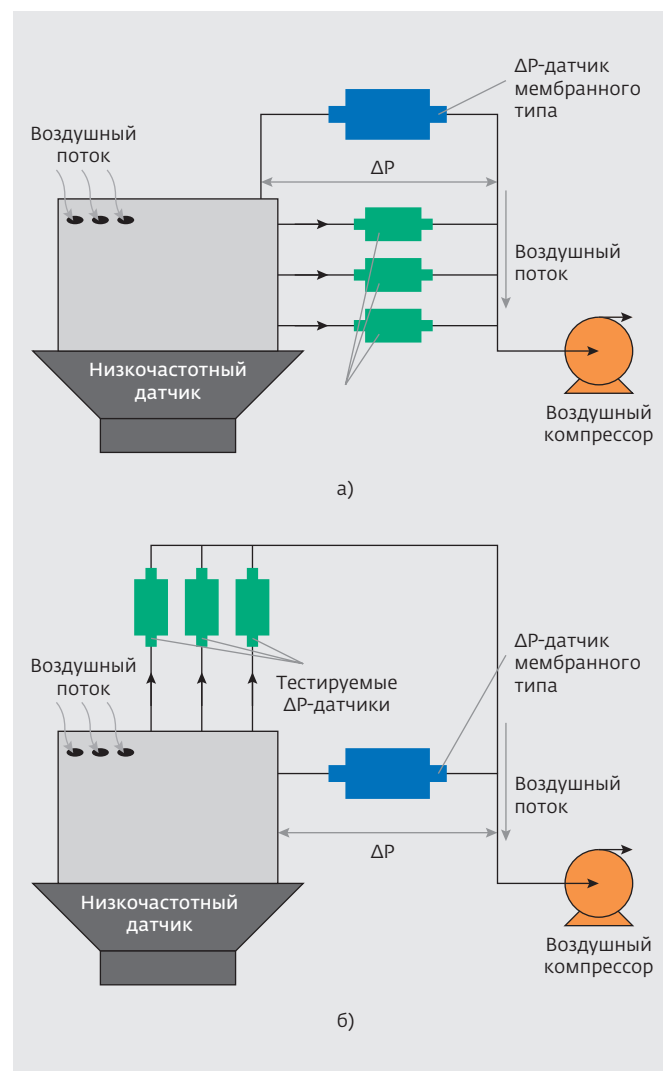 ΔP-датчик
мембранного
типа
Воздушный
поток
ΔP
Воздушный
поток
Низкочастотный
датчик
Воздушный
компрессор
а)
ΔP-датчик
мембранного
типа
Воздушный
поток
Тестируемые
ΔP-датчики
Воздушный
поток
ΔP
Низкочастотный
датчик
Воздушный
компрессор
б)